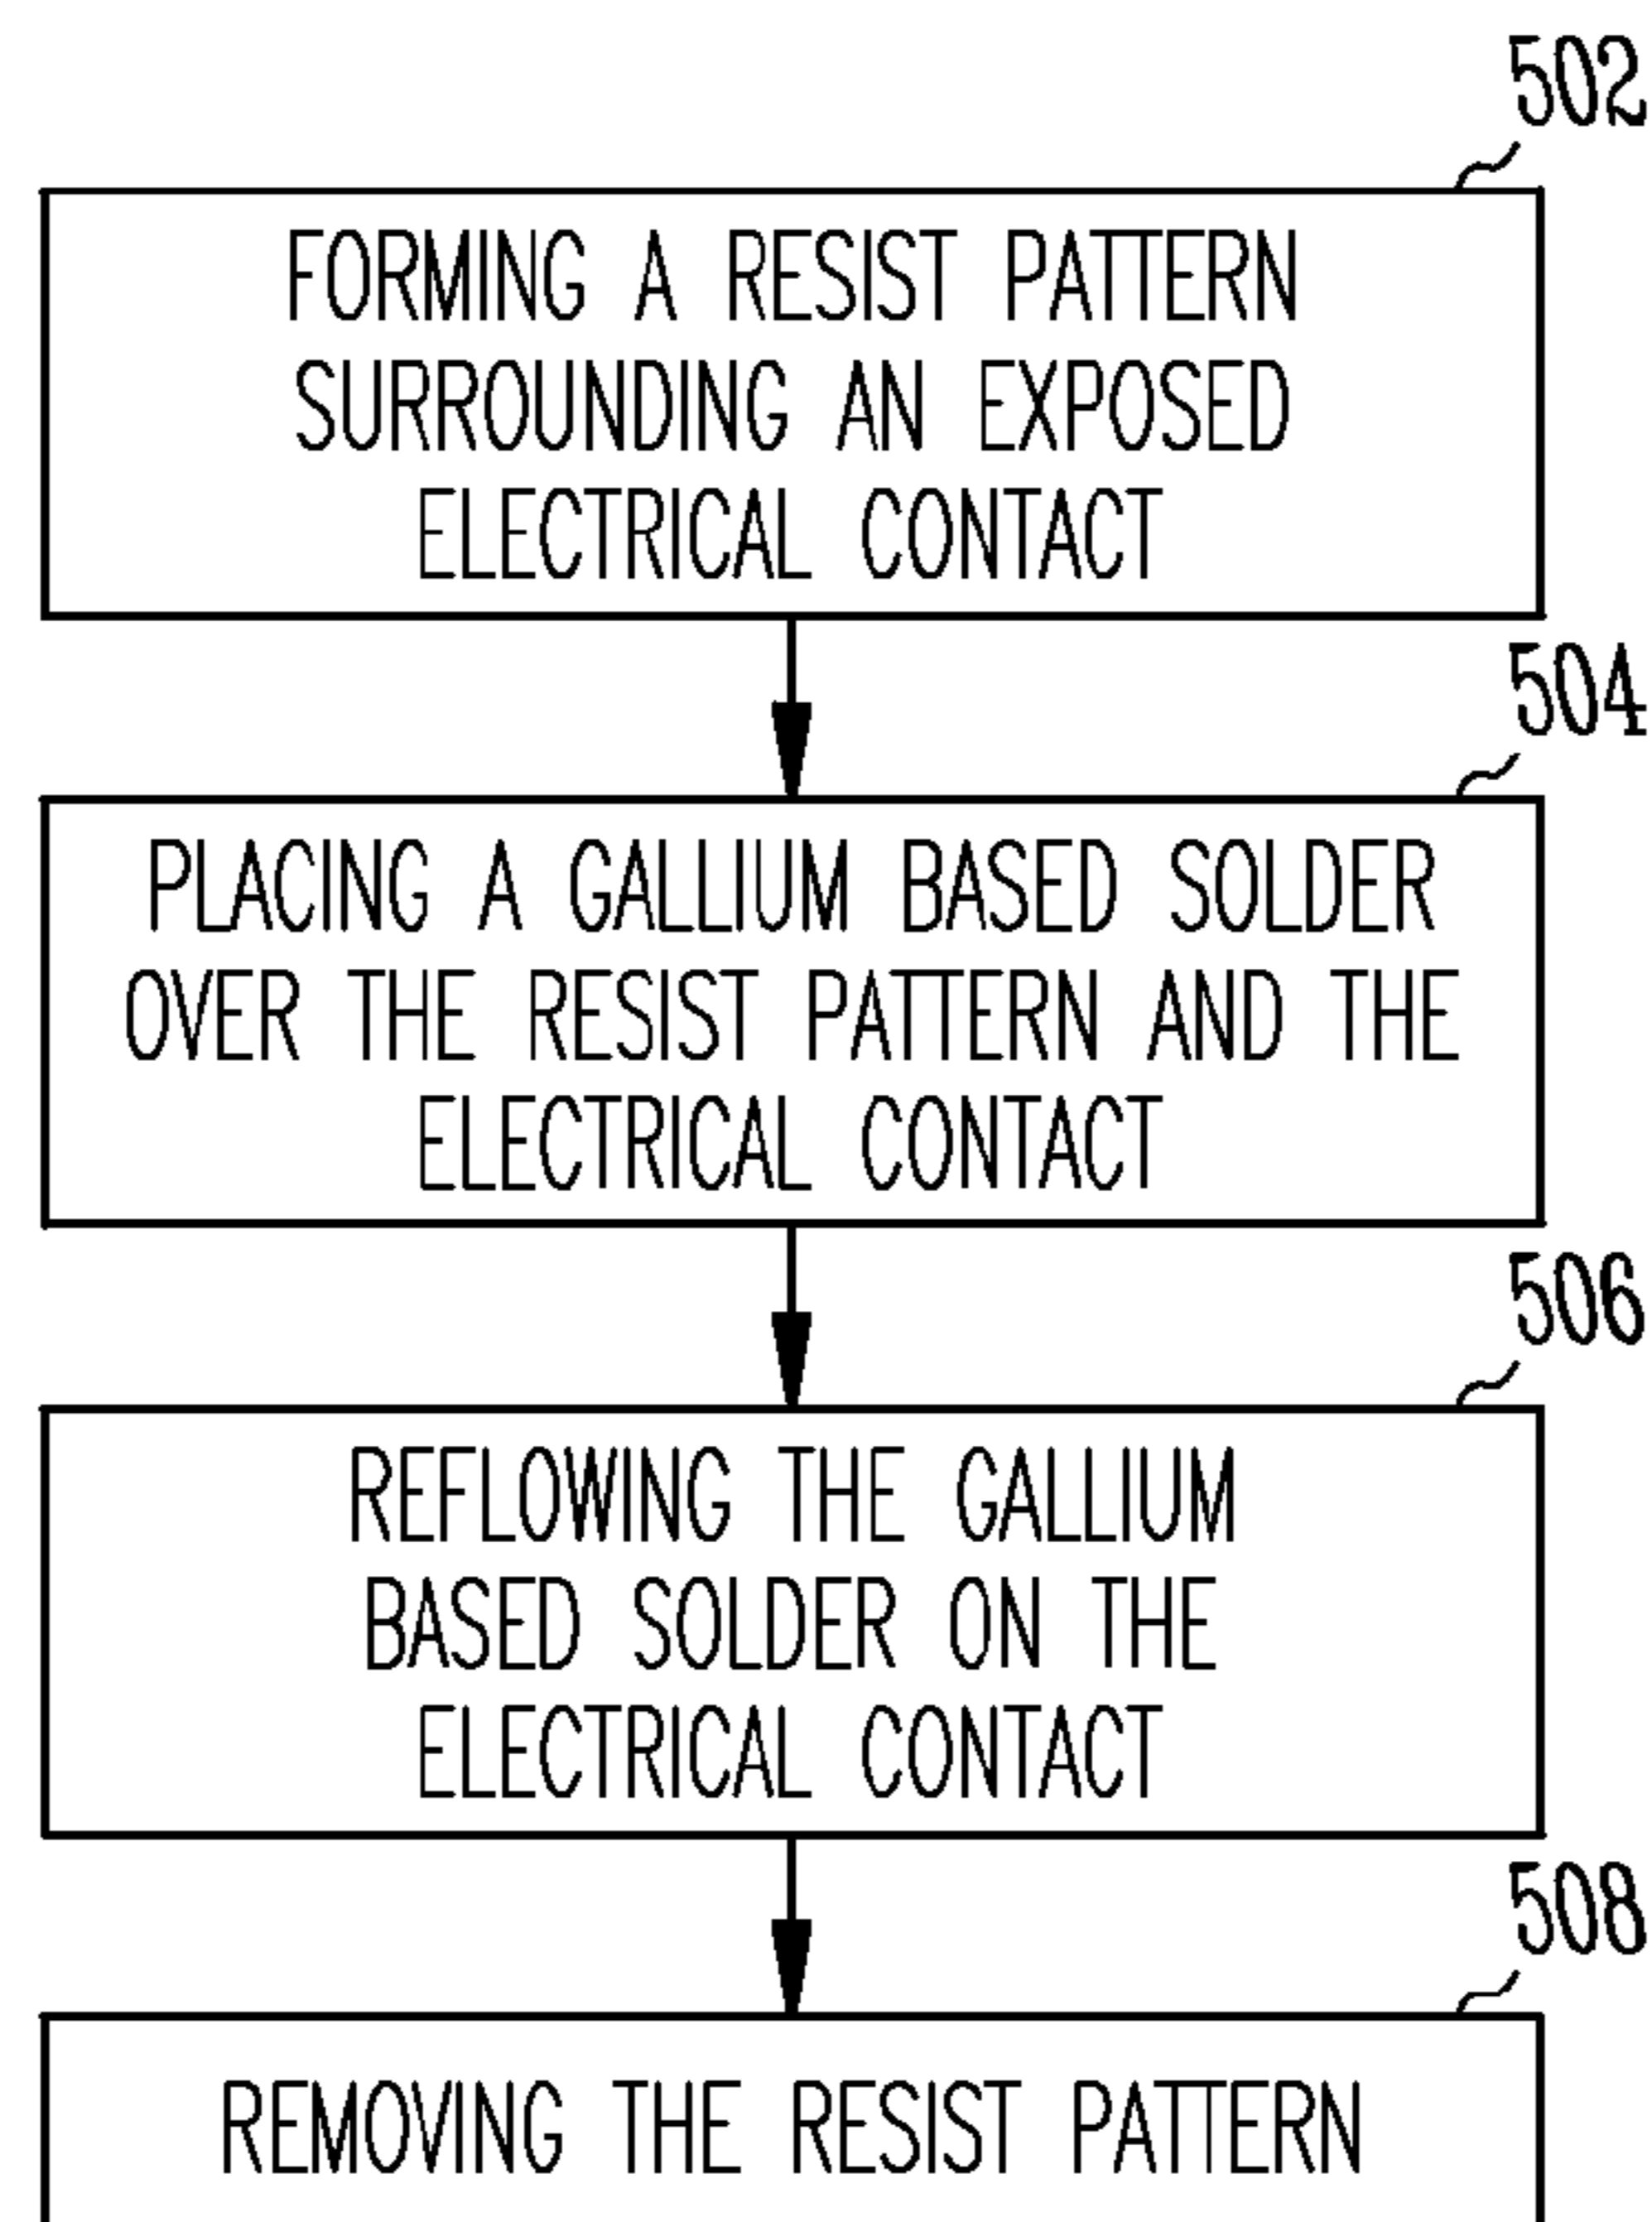 502
FORMING A RESIST PATTERN
SURROUNDING AN EXPOSED
ELECTRICAL CONTACT
504
PLACING A GALLIUM BASED SOLDER
OVER THE RESIST PATTERN AND THE
ELECTRICAL CONTACT
506
REFLOWING THE GALLIUM
BASED SOLDER ON THE
ELECTRICAL CONTACT
508
REMOVING THE RESIST PATTERN